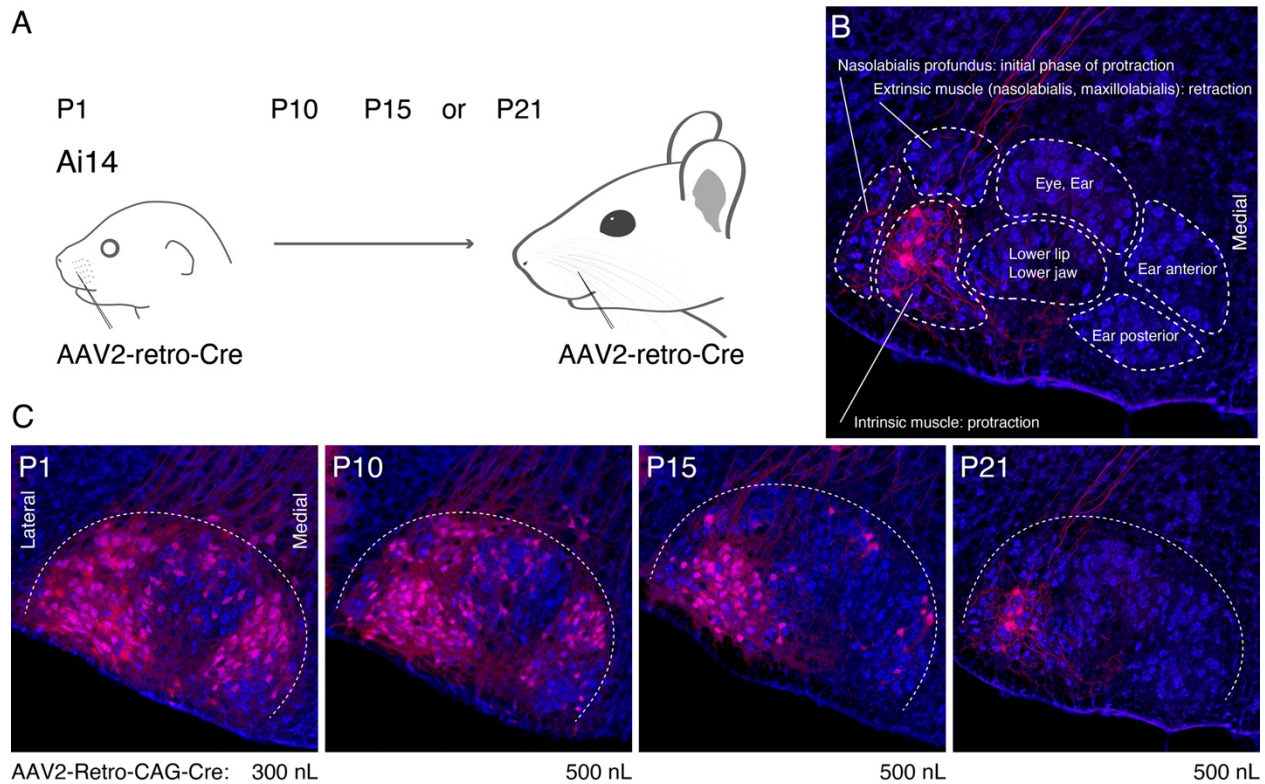 A
P1 P10 P15 or P21
Ai14
AAV2-retro-Cre
AAV2-retro-Cre
B
Nasolabialis profundus: initial phase of protraction
Extrinsic muscle (nasolabialis, maxillolabialis): retraction
Eye, Ear
Lower lip
Lower jaw
Ear anterior
Ear posterior
Medial
Intrinsic muscle: protraction
C
P1
Lateral
Medial
P10
P15
P21
AAV2-Retro-CAG-Cre: 300 nL
500 nL
500 nL
500 nL